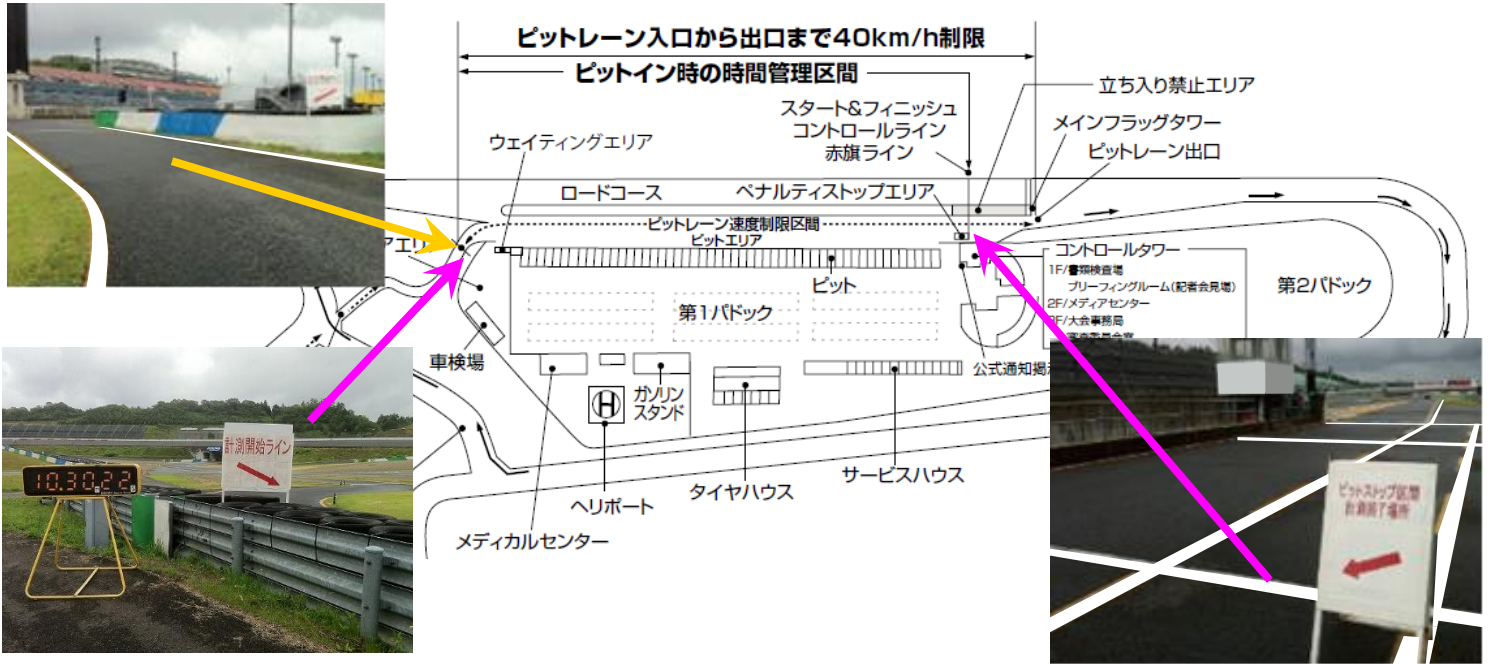 ピットレーン入口から出口まで40km/h制限
ピットイン時の時間管理区間
立ち入り禁止エリア
スタート&フィニッシュ
コントロールライン
赤旗ライン
メインフラッグタワー
ピットレーン出口
ウェイティングエリア
ロードコース
ペナルティストップエリア
ピットレーン速度制限区間
ピットエリア
アエリ
コントロールタワー
1F/書類検査場
ブリーフィングルーム(記者会見場)
2F/メディアセンター
3F/大会事務局
ピット
第1パドック
第2パドック
車検場
公式通知掲
ガソリン
スタンド
H
サービスハウス
タイヤハウス
ヘリポート
メディカルセンター
計測開始ライン
10.30.22
ピットストップ区間
計測終了場所